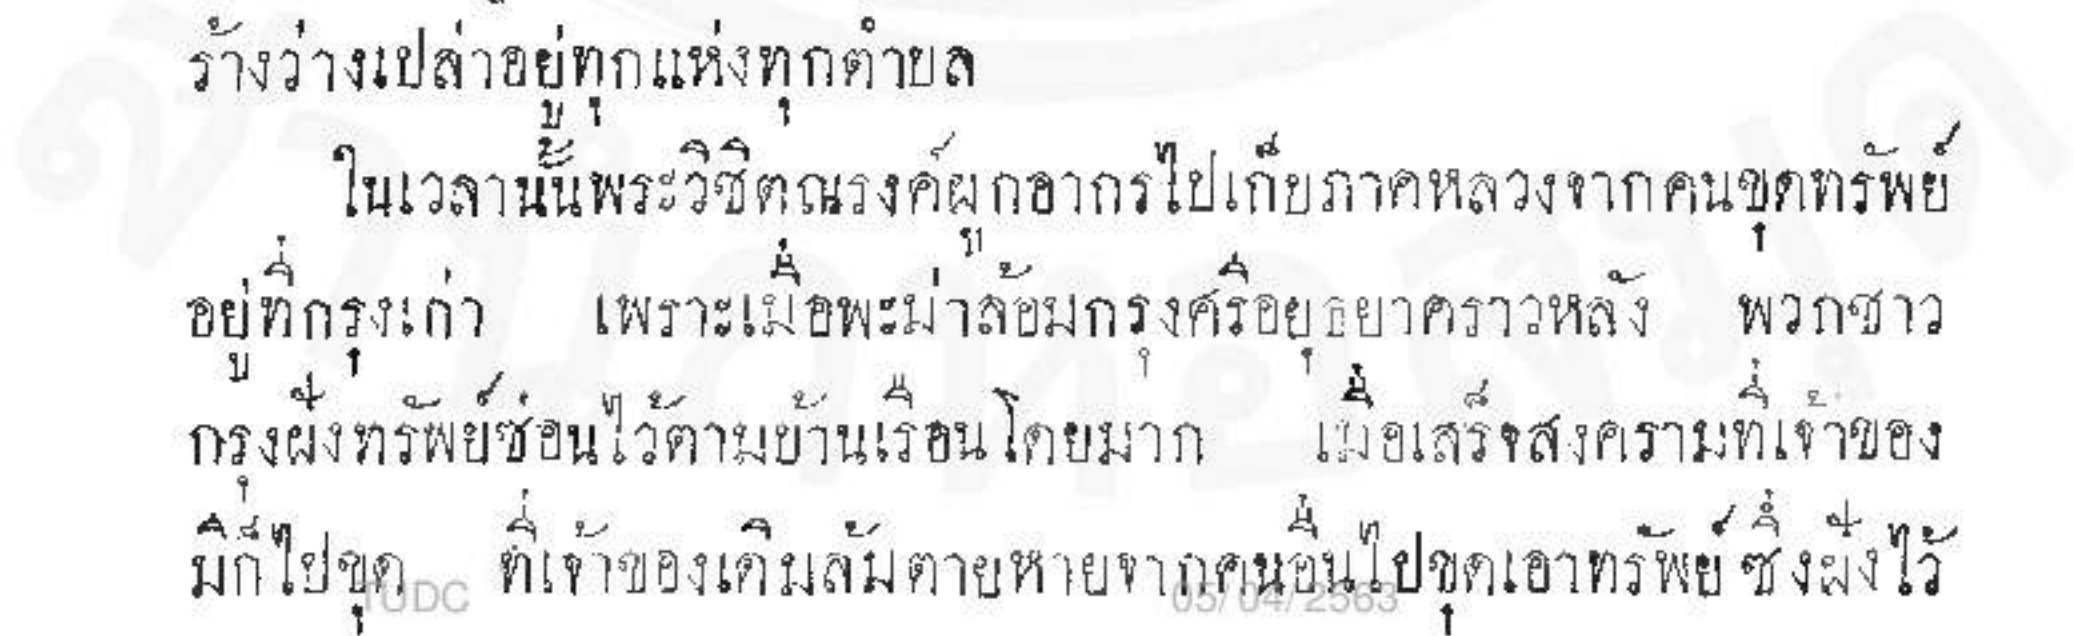 ร้างว่างเปล่าอยู่ทุกแห่งทุกตำบล
ในเวลานั้นพระวิชิตณรงค์ผูกอากรไปเก็บภาคหลวงจากคนขุดทรัพย์
อยู่ที่กรุงเก่า เพราะเมื่อพะม่าล้อมกรุงศรีอยุธยาคราวหลัง พวกชาว
กรุงฝังทรัพย์ซ่อนไว้ตามบ้านเรือนโดยมาก เมื่อเสร็จสงครามที่เจ้าของ
มีก็ไปขุด ที่เจ้าของเดิมล้มตายหายจากคนอื่นไปขุดเอาทรัพย์ซึ่งฝังไว้
TUDC 05/04/2563